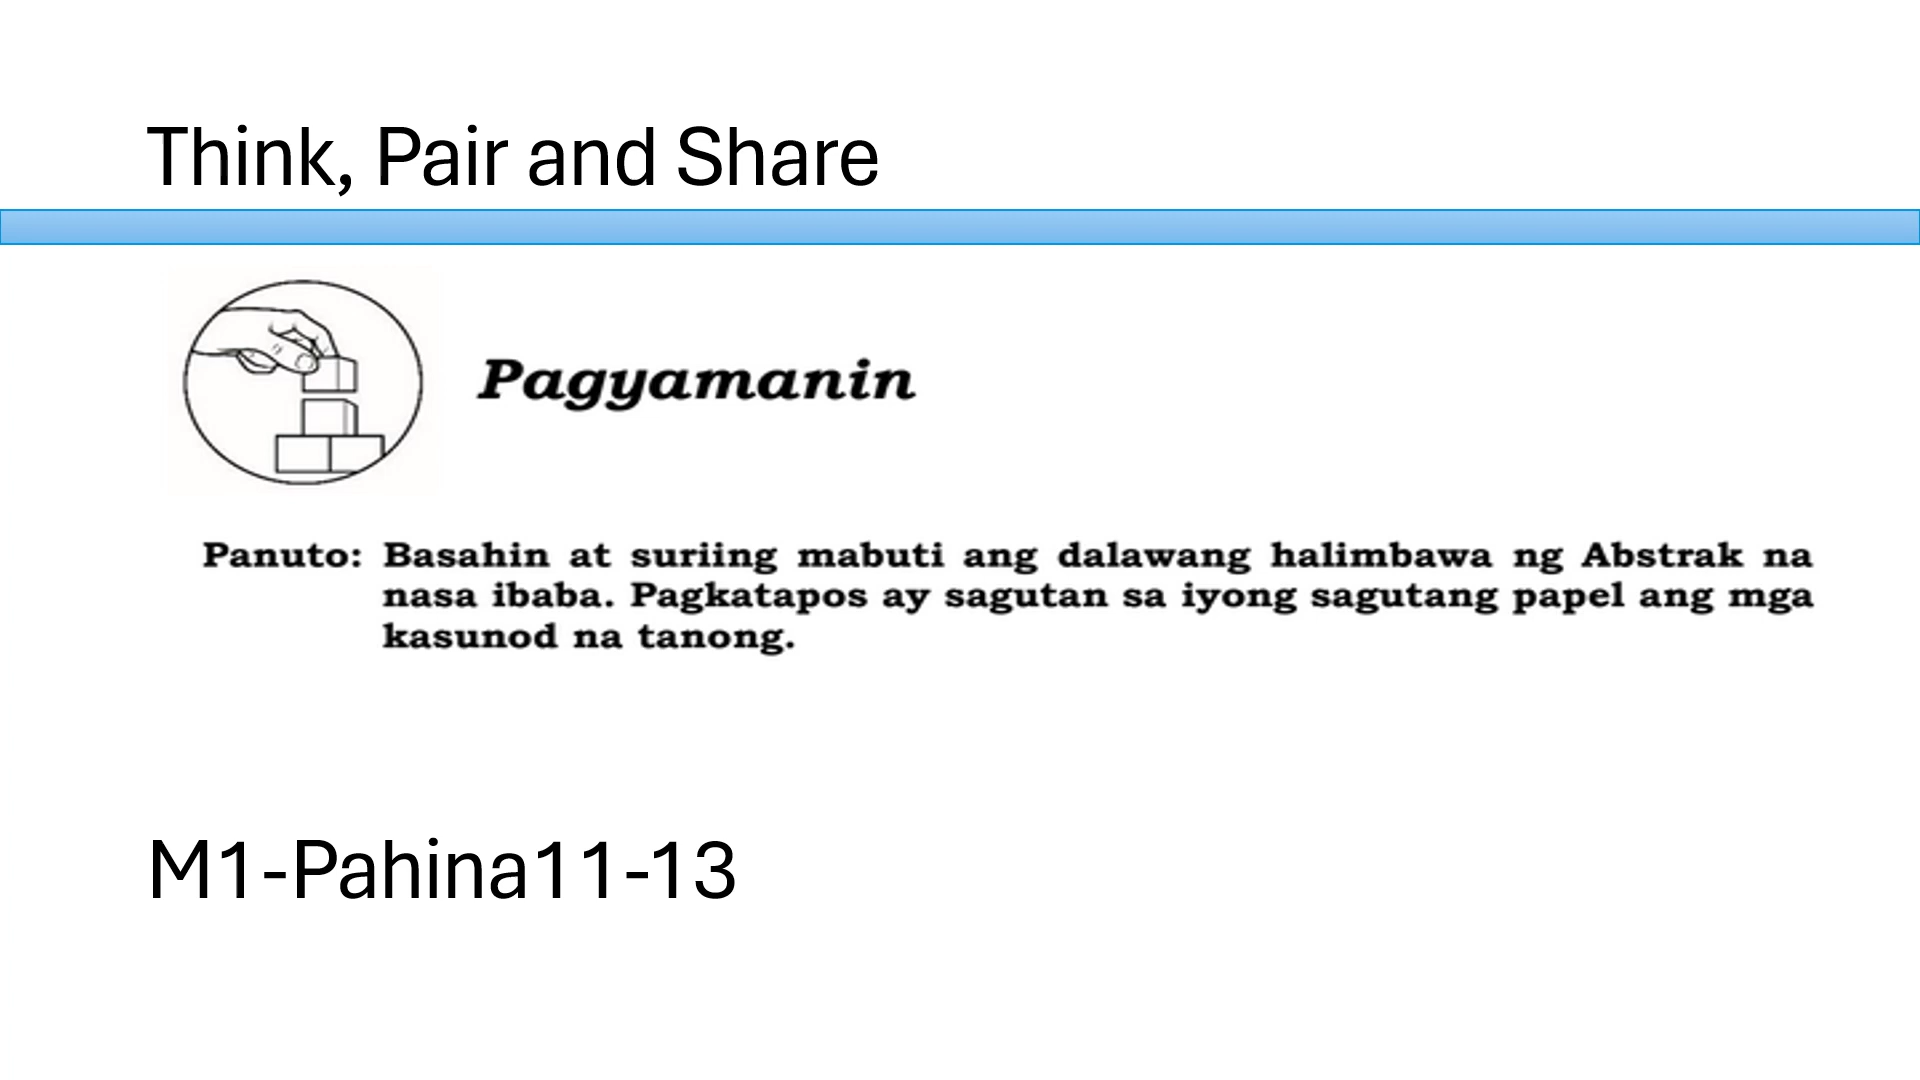 Think, Pair and Share
Pagyamanin
Panuto: Basahin at suriing mabuti ang dalawang halimbawa ng Abstrak na
nasa ibaba. Pagkatapos ay sagutan sa iyong sagutang papel ang mga
kasunod na tanong.
M1-Pahina11-13